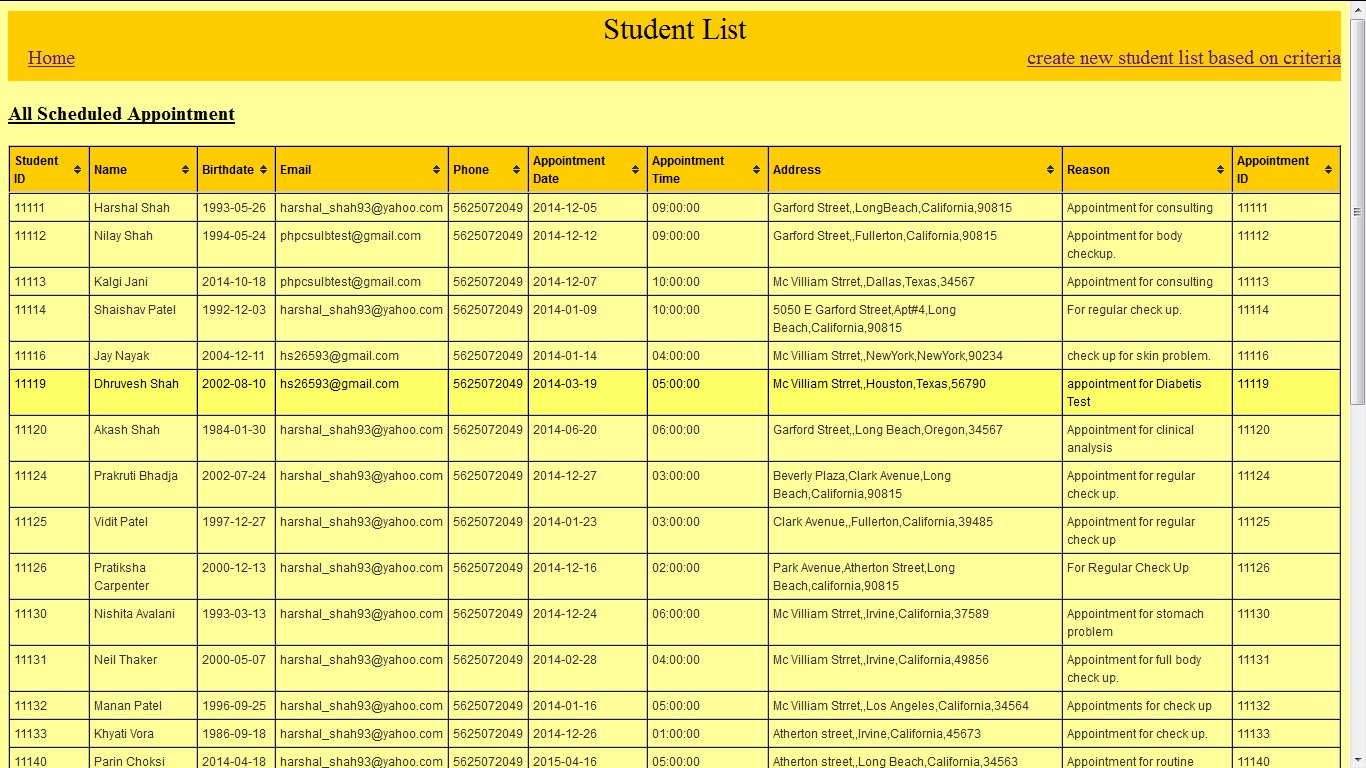 Student List
Home create new student list based on criteria
All Scheduled Appointment
Student ID Name Birthdate Email Phone Appointment Date Appointment Time Address Reason Appointment ID
11111 Harshal Shah 1993-05-26 harshal_shah93@yahoo.com 5625072049 2014-12-05 09:00:00 Garford Street,,LongBeach,California,90815 Appointment for consulting 11111
11112 Nilay Shah 1994-05-24 phpcsulbtest@gmail.com 5625072049 2014-12-12 09:00:00 Garford Street,,Fullerton,California,90815 Appointment for body checkup. 11112
11113 Kalgi Jani 2014-10-18 phpcsulbtest@gmail.com 5625072049 2014-12-07 10:00:00 Mc Villiam Strret,,Dallas,Texas,34567 Appointment for consulting 11113
11114 Shaishav Patel 1992-12-03 harshal_shah93@yahoo.com 5625072049 2014-01-09 10:00:00 5050 E Garford Street,Apt#4,Long Beach,California,90815 For regular check up. 11114
11116 Jay Nayak 2004-12-11 hs26593@gmail.com 5625072049 2014-01-14 04:00:00 Mc Villiam Strret,,NewYork,NewYork,90234 check up for skin problem. 11116
11119 Dhruvesh Shah 2002-08-10 hs26593@gmail.com 5625072049 2014-03-19 05:00:00 Mc Villiam Strret,,Houston,Texas,56790 appointment for Diabetis Test 11119
11120 Akash Shah 1984-01-30 harshal_shah93@yahoo.com 5625072049 2014-06-20 06:00:00 Garford Street,,Long Beach,Oregon,34567 Appointment for clinical analysis 11120
11124 Prakruti Bhadja 2002-07-24 harshal_shah93@yahoo.com 5625072049 2014-12-27 03:00:00 Beverly Plaza,Clark Avenue,Long Beach,California,90815 Appointment for regular check up. 11124
11125 Vidit Patel 1997-12-27 harshal_shah93@yahoo.com 5625072049 2014-01-23 03:00:00 Clark Avenue,,Fullerton,California,39485 Appointment for regular check up 11125
11126 Pratiksha Carpenter 2000-12-13 harshal_shah93@yahoo.com 5625072049 2014-12-16 02:00:00 Park Avenue,Atherton Street,Long Beach,california,90815 For Regular Check Up 11126
11130 Nishita Avalani 1993-03-13 harshal_shah93@yahoo.com 5625072049 2014-12-24 06:00:00 Mc Villiam Strret,,Irvine,California,37589 Appointment for stomach problem 11130
11131 Neil Thaker 2000-05-07 harshal_shah93@yahoo.com 5625072049 2014-02-28 04:00:00 Mc Villiam Strret,,Irvine,California,49856 Appointment for full body check up. 11131
11132 Manan Patel 1996-09-25 harshal_shah93@yahoo.com 5625072049 2014-01-16 05:00:00 Mc Villiam Strret,,Los Angeles,California,34564 Appointments for check up 11132
11133 Khyati Vora 1986-09-18 harshal_shah93@yahoo.com 5625072049 2014-12-26 01:00:00 Atherton street,,Irvine,California,45673 Appointment for check up. 11133
11140 Parin Choksi 2014-04-18 harshal_shah93@yahoo.com 5625072049 2015-04-16 05:00:00 Atherton street,,Long Beach,California,34563 Appointment for routine 11140